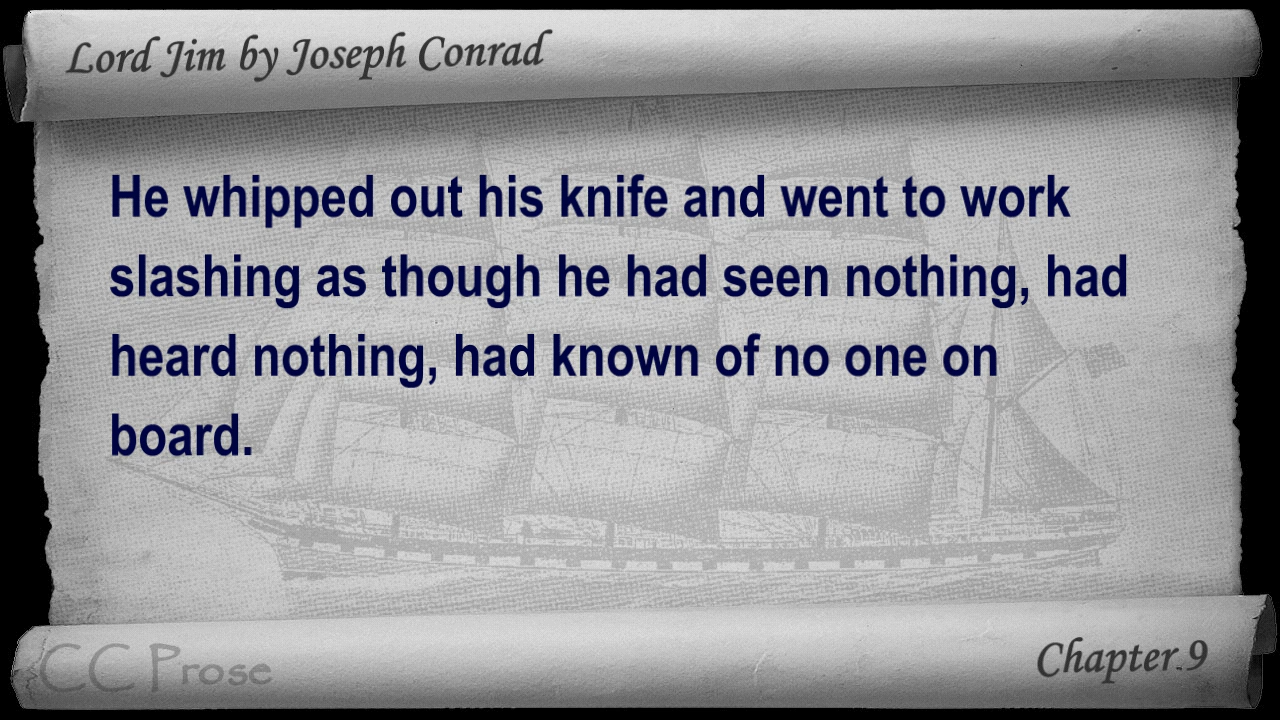 Lord Jim by Joseph Conrad
He whipped out his knife and went to work
slashing as though he had seen nothing, had
heard nothing, had known of no one on
board.
CC Prose
Chapter 9